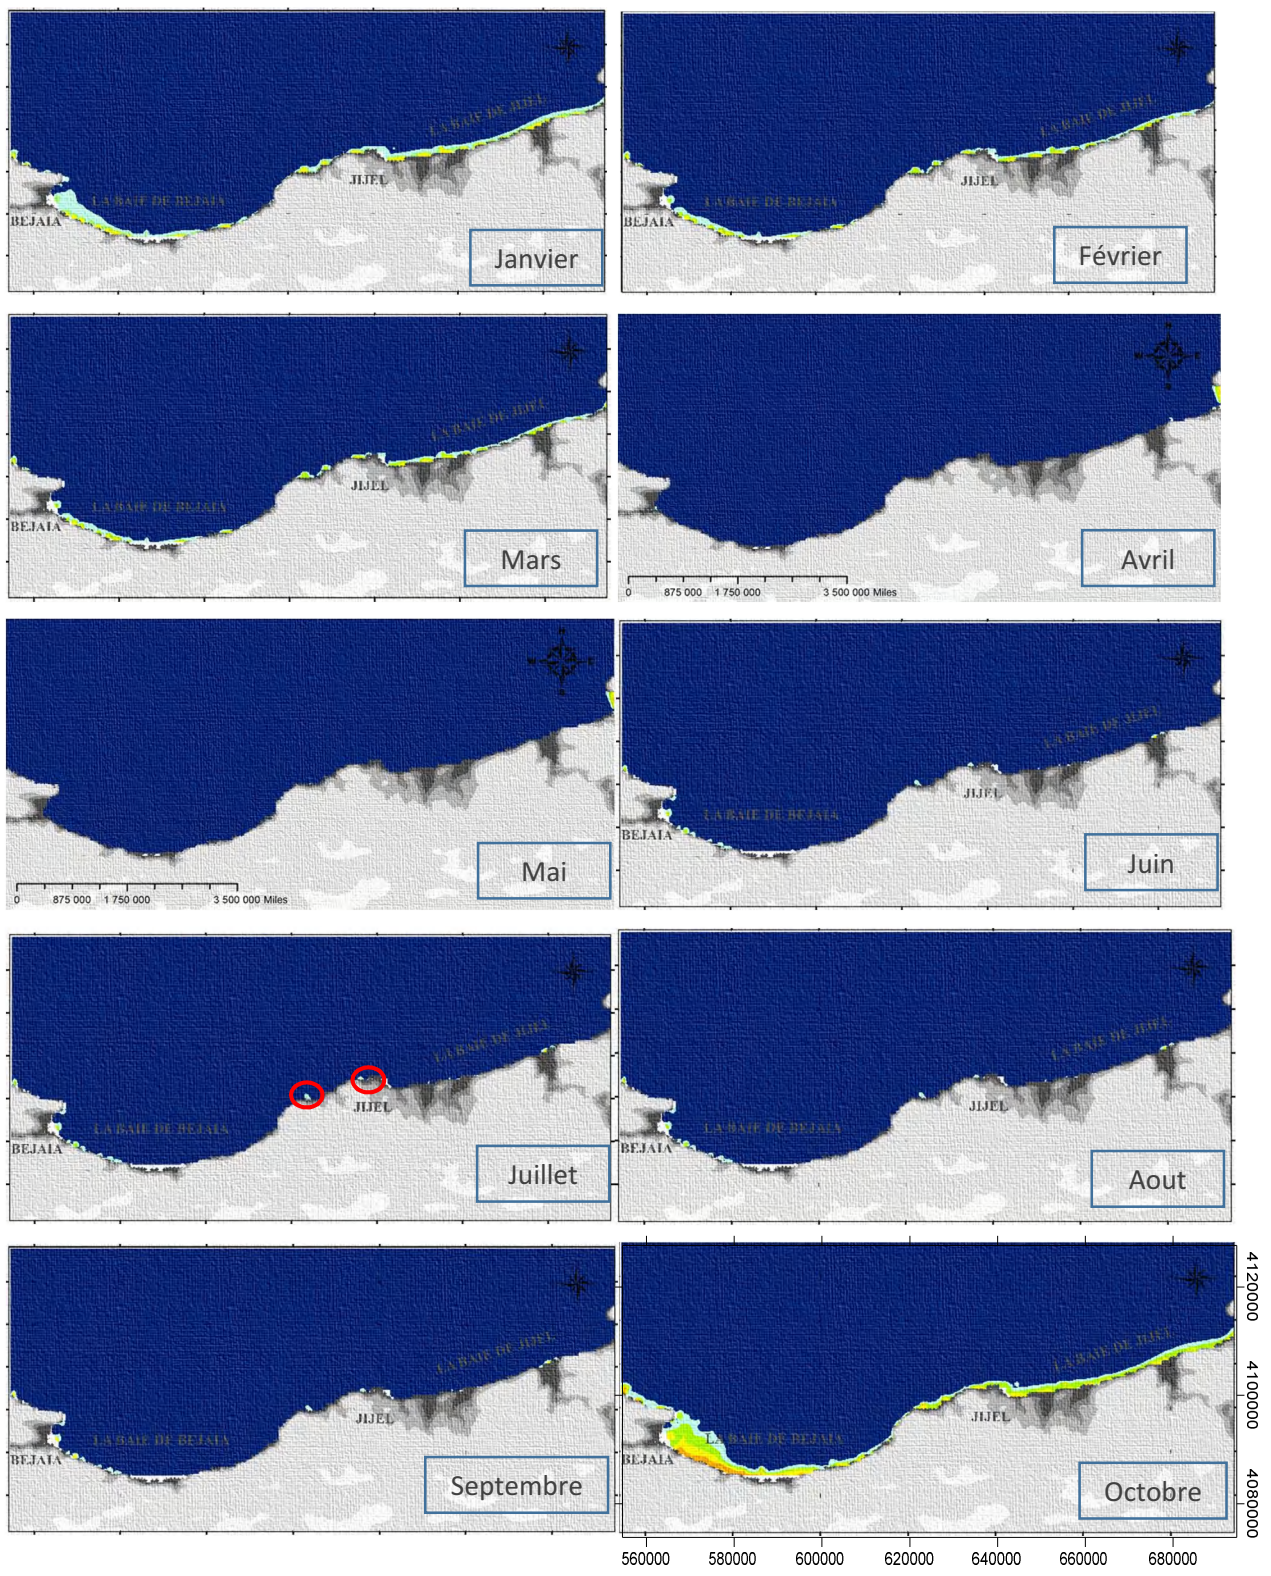 LA BAIE DE JIJEL
JIJEL
LA BAIE DE BEJAIA
BEJAIA
Janvier
LA BAIE DE JIJEL
JIJEL
LA BAIE DE BEJAIA
BEJAIA
Février
LA BAIE DE JIJEL
JIJEL
LA BAIE DE BEJAIA
BEJAIA
Mars
W E
Avril
0 875 000 1 750 000 3 500 000 Miles
W E
Mai
0 875 000 1 750 000 3 500 000 Miles
LA BAIE DE JIJEL
JIJEL
LA BAIE DE BEJAIA
BEJAIA
Juin
LA BAIE DE JIJEL
JIJEL
LA BAIE DE BEJAIA
BEJAIA
Juillet
LA BAIE DE JIJEL
JIJEL
LA BAIE DE BEJAIA
BEJAIA
Aout
LA BAIE DE JIJEL
JIJEL
LA BAIE DE BEJAIA
BEJAIA
Septembre
LA BAIE DE JIJEL
JIJEL
LA BAIE DE BEJAIA
BEJAIA
Octobre
4120000
4100000
4080000
560000 580000 600000 620000 640000 660000 680000